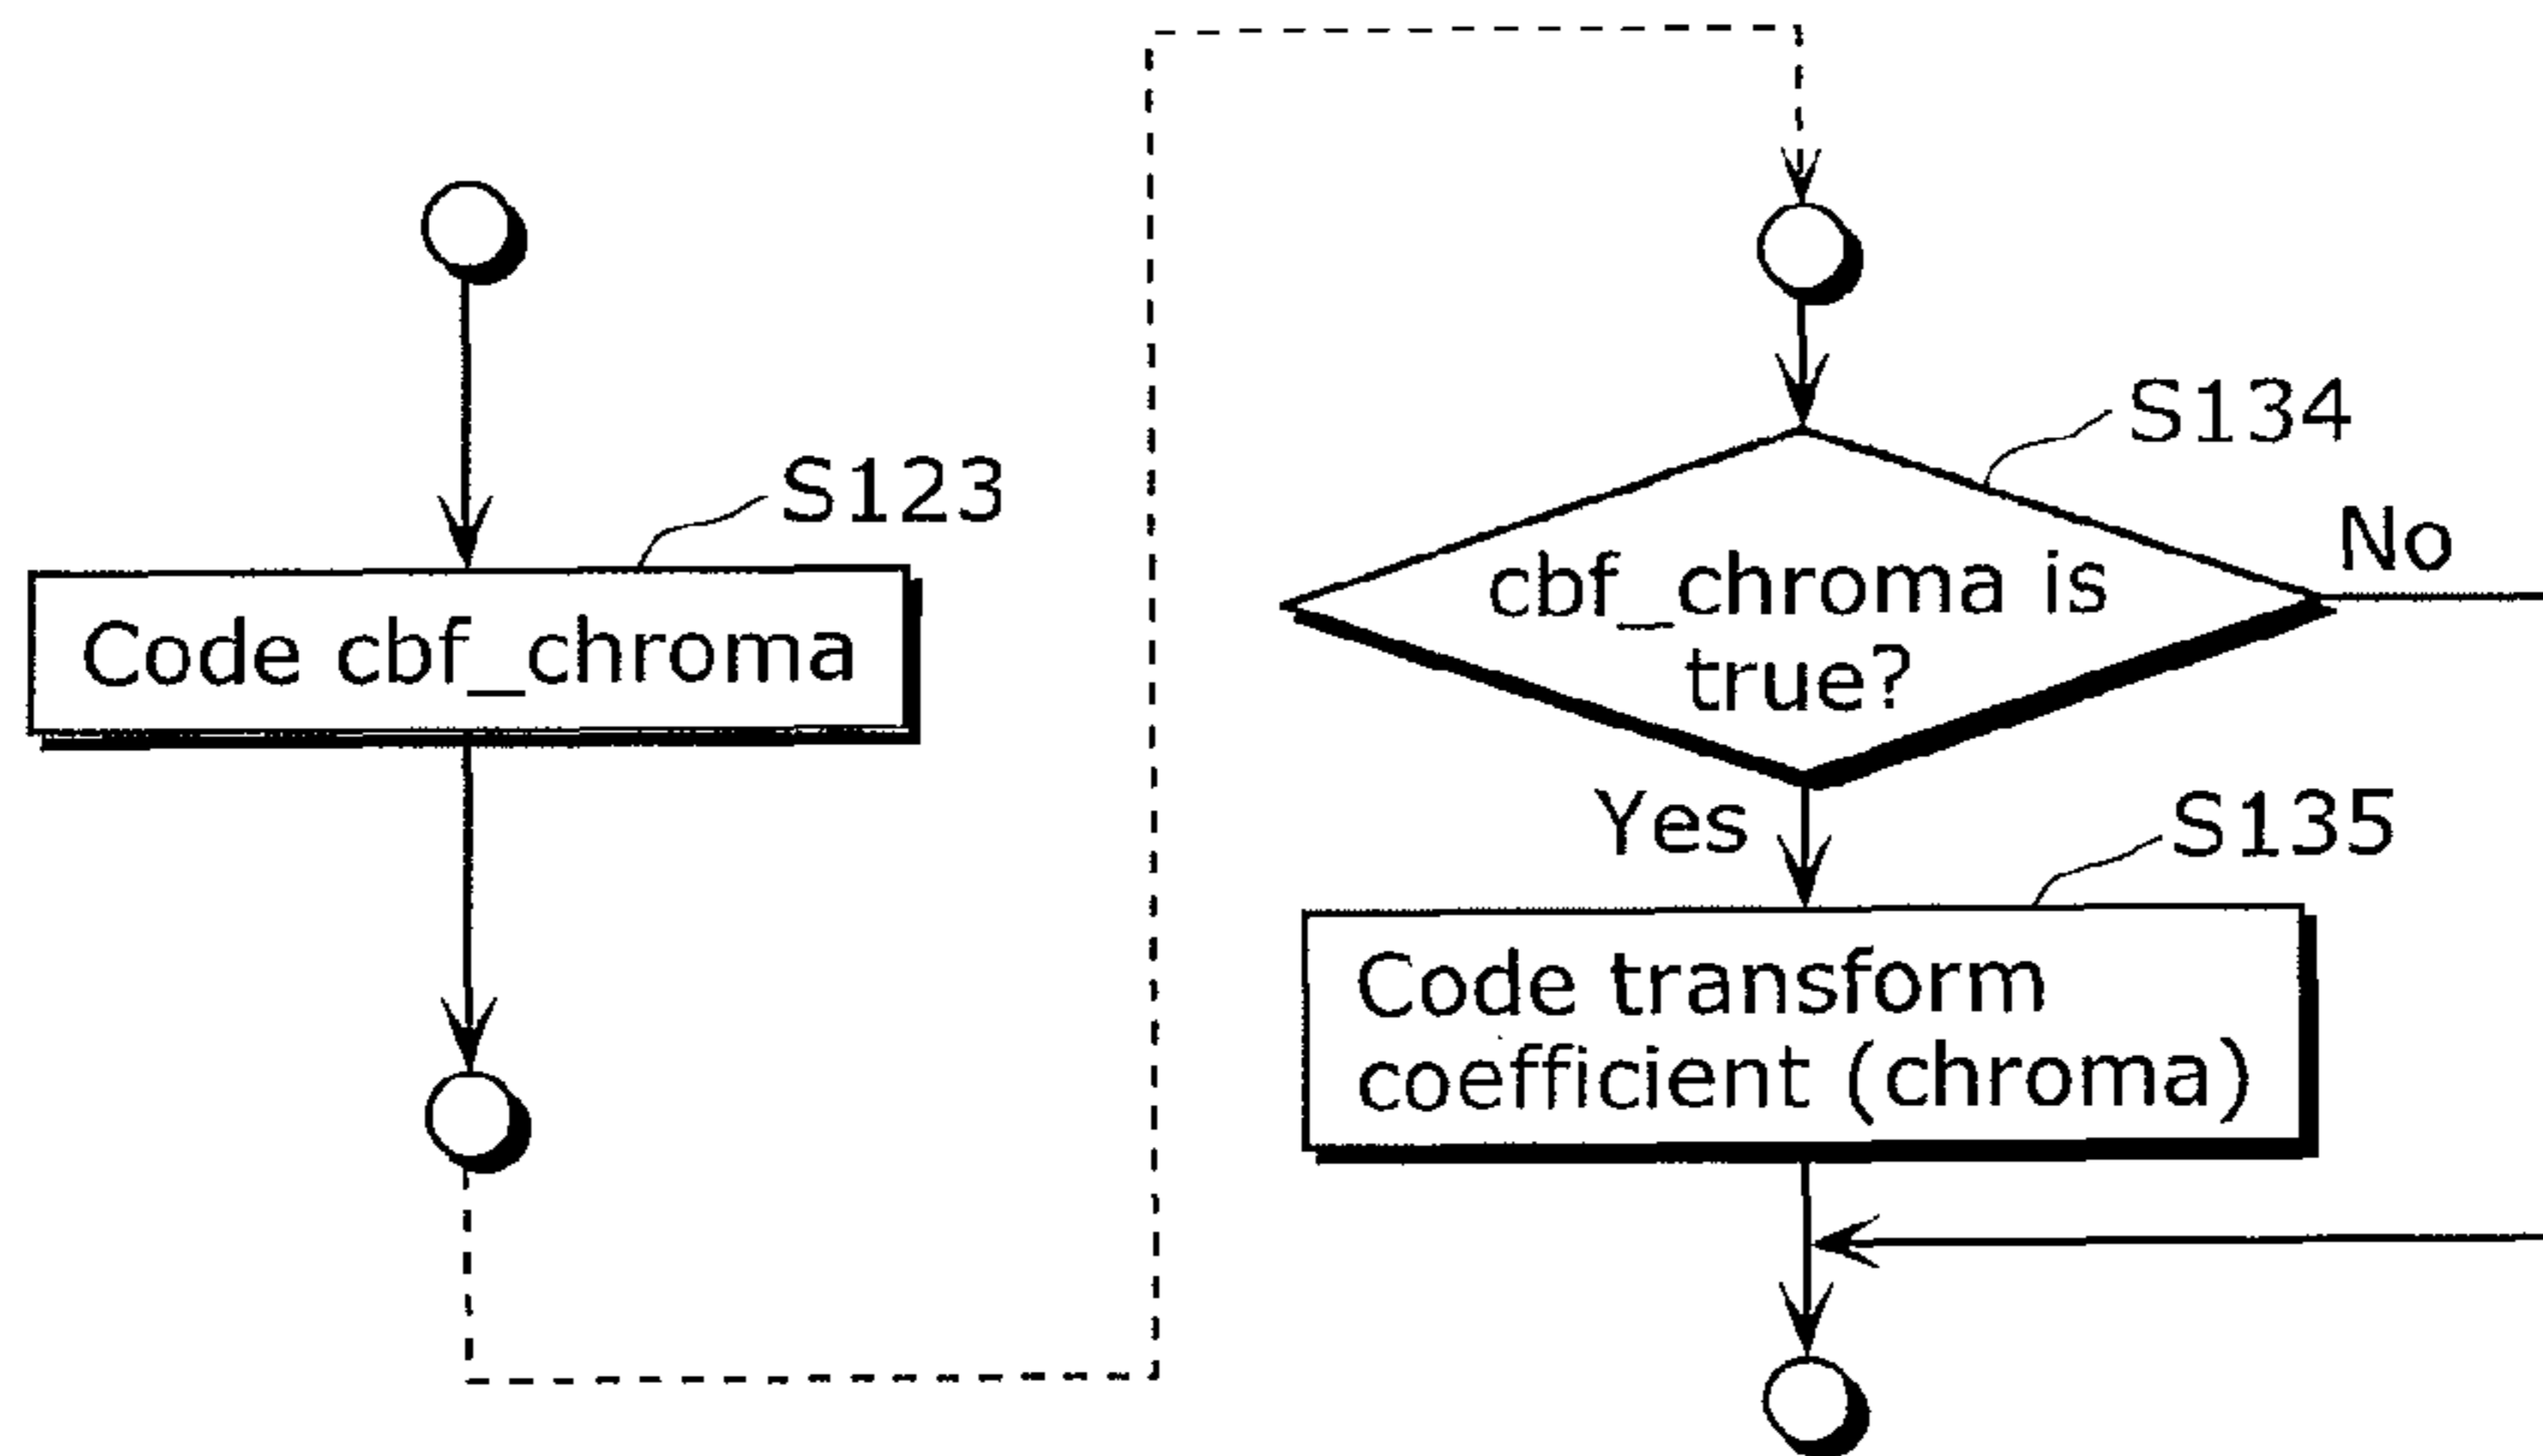 S123
Code cbf_chroma
S134
cbf_chroma is
true?
No
Yes
S135
Code transform
coefficient (chroma)